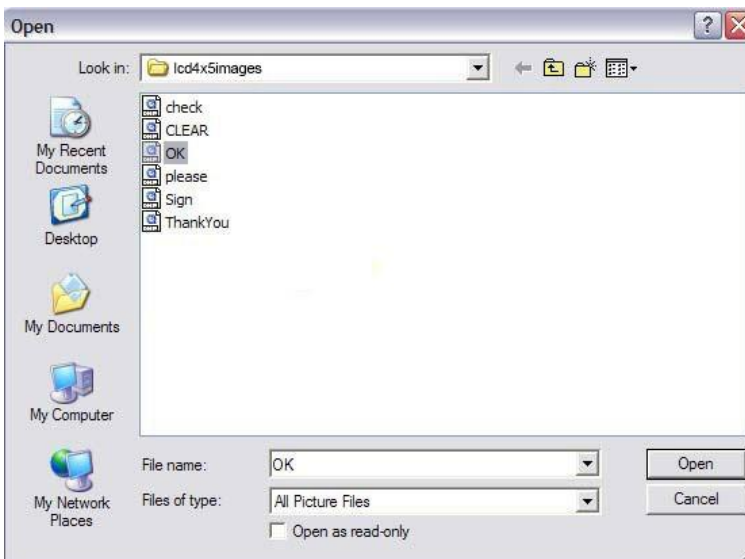 Open
Look in: lcd4x5images
check
CLEAR
OK
please
Sign
ThankYou
My Recent
Documents
Desktop
My Documents
My Computer
My Network
Places
File name: OK Open
Files of type: All Picture Files Cancel
Open as read-only